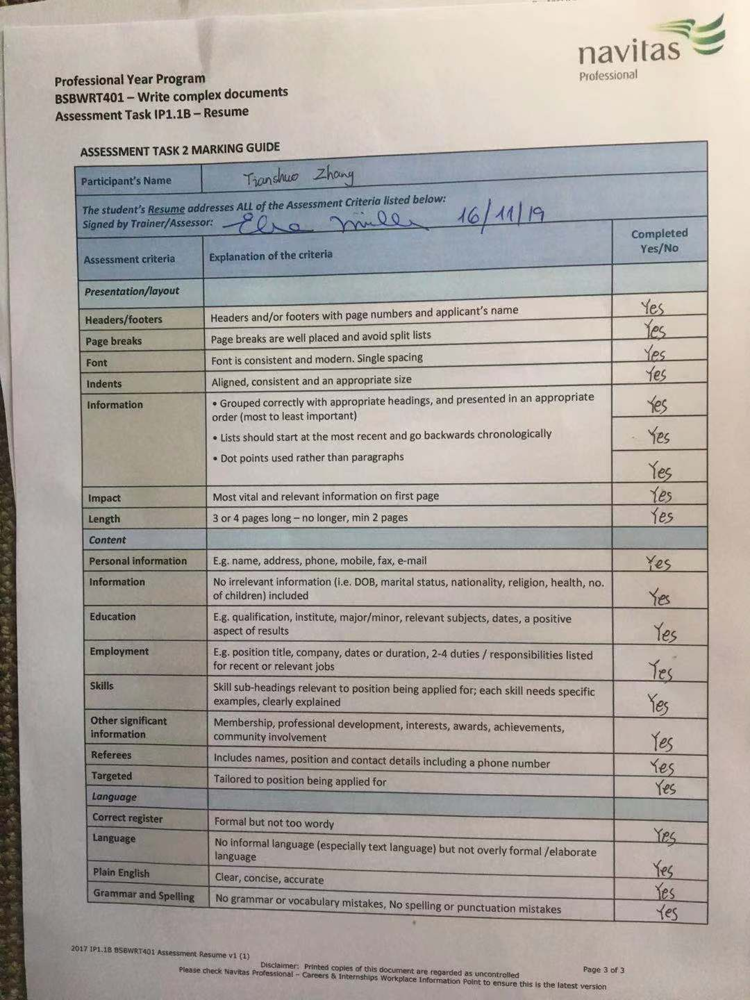 navitas
Professional
Professional Year Program
BSBWRT401 – Write complex documents
Assessment Task IP1.1B – Resume
ASSESSMENT TASK 2 MARKING GUIDE
Participant's Name Tianshuo Zhang
The student's Resume addresses ALL of the Assessment Criteria listed below:
Signed by Trainer/Assessor: 16/11/19
Assessment criteria Explanation of the criteria Completed
Yes/No
Presentation/layout
Headers/footers Headers and/or footers with page numbers and applicant's name Yes
Page breaks Page breaks are well placed and avoid split lists Yes
Font Font is consistent and modern. Single spacing Yes
Indents Aligned, consistent and an appropriate size Yes
Information • Grouped correctly with appropriate headings, and presented in an appropriate
order (most to least important) Yes
• Lists should start at the most recent and go backwards chronologically Yes
• Dot points used rather than paragraphs Yes
Impact Most vital and relevant information on first page Yes
Length 3 or 4 pages long – no longer, min 2 pages Yes
Content
Personal information E.g. name, address, phone, mobile, fax, e-mail Yes
Information No irrelevant information (i.e. DOB, marital status, nationality, religion, health, no.
of children) included Yes
Education E.g. qualification, institute, major/minor, relevant subjects, dates, a positive
aspect of results Yes
Employment E.g. position title, company, dates or duration, 2-4 duties / responsibilities listed
for recent or relevant jobs Yes
Skills Skill sub-headings relevant to position being applied for; each skill needs specific
examples, clearly explained Yes
Other significant Membership, professional development, interests, awards, achievements,
information community involvement Yes
Referees Includes names, position and contact details including a phone number Yes
Targeted Tailored to position being applied for Yes
Language
Correct register Formal but not too wordy Yes
Language No informal language (especially text language) but not overly formal /elaborate
language Yes
Plain English Clear, concise, accurate Yes
Grammar and Spelling No grammar or vocabulary mistakes, No spelling or punctuation mistakes Yes
2017 IP1.1B BSBWRT401 Assessment Resume v1 (1)
Disclaimer: Printed copies of this document are regarded as uncontrolled Page 3 of 3
Please check Navitas Professional – Careers & Internships Workplace Information Point to ensure this is the latest version